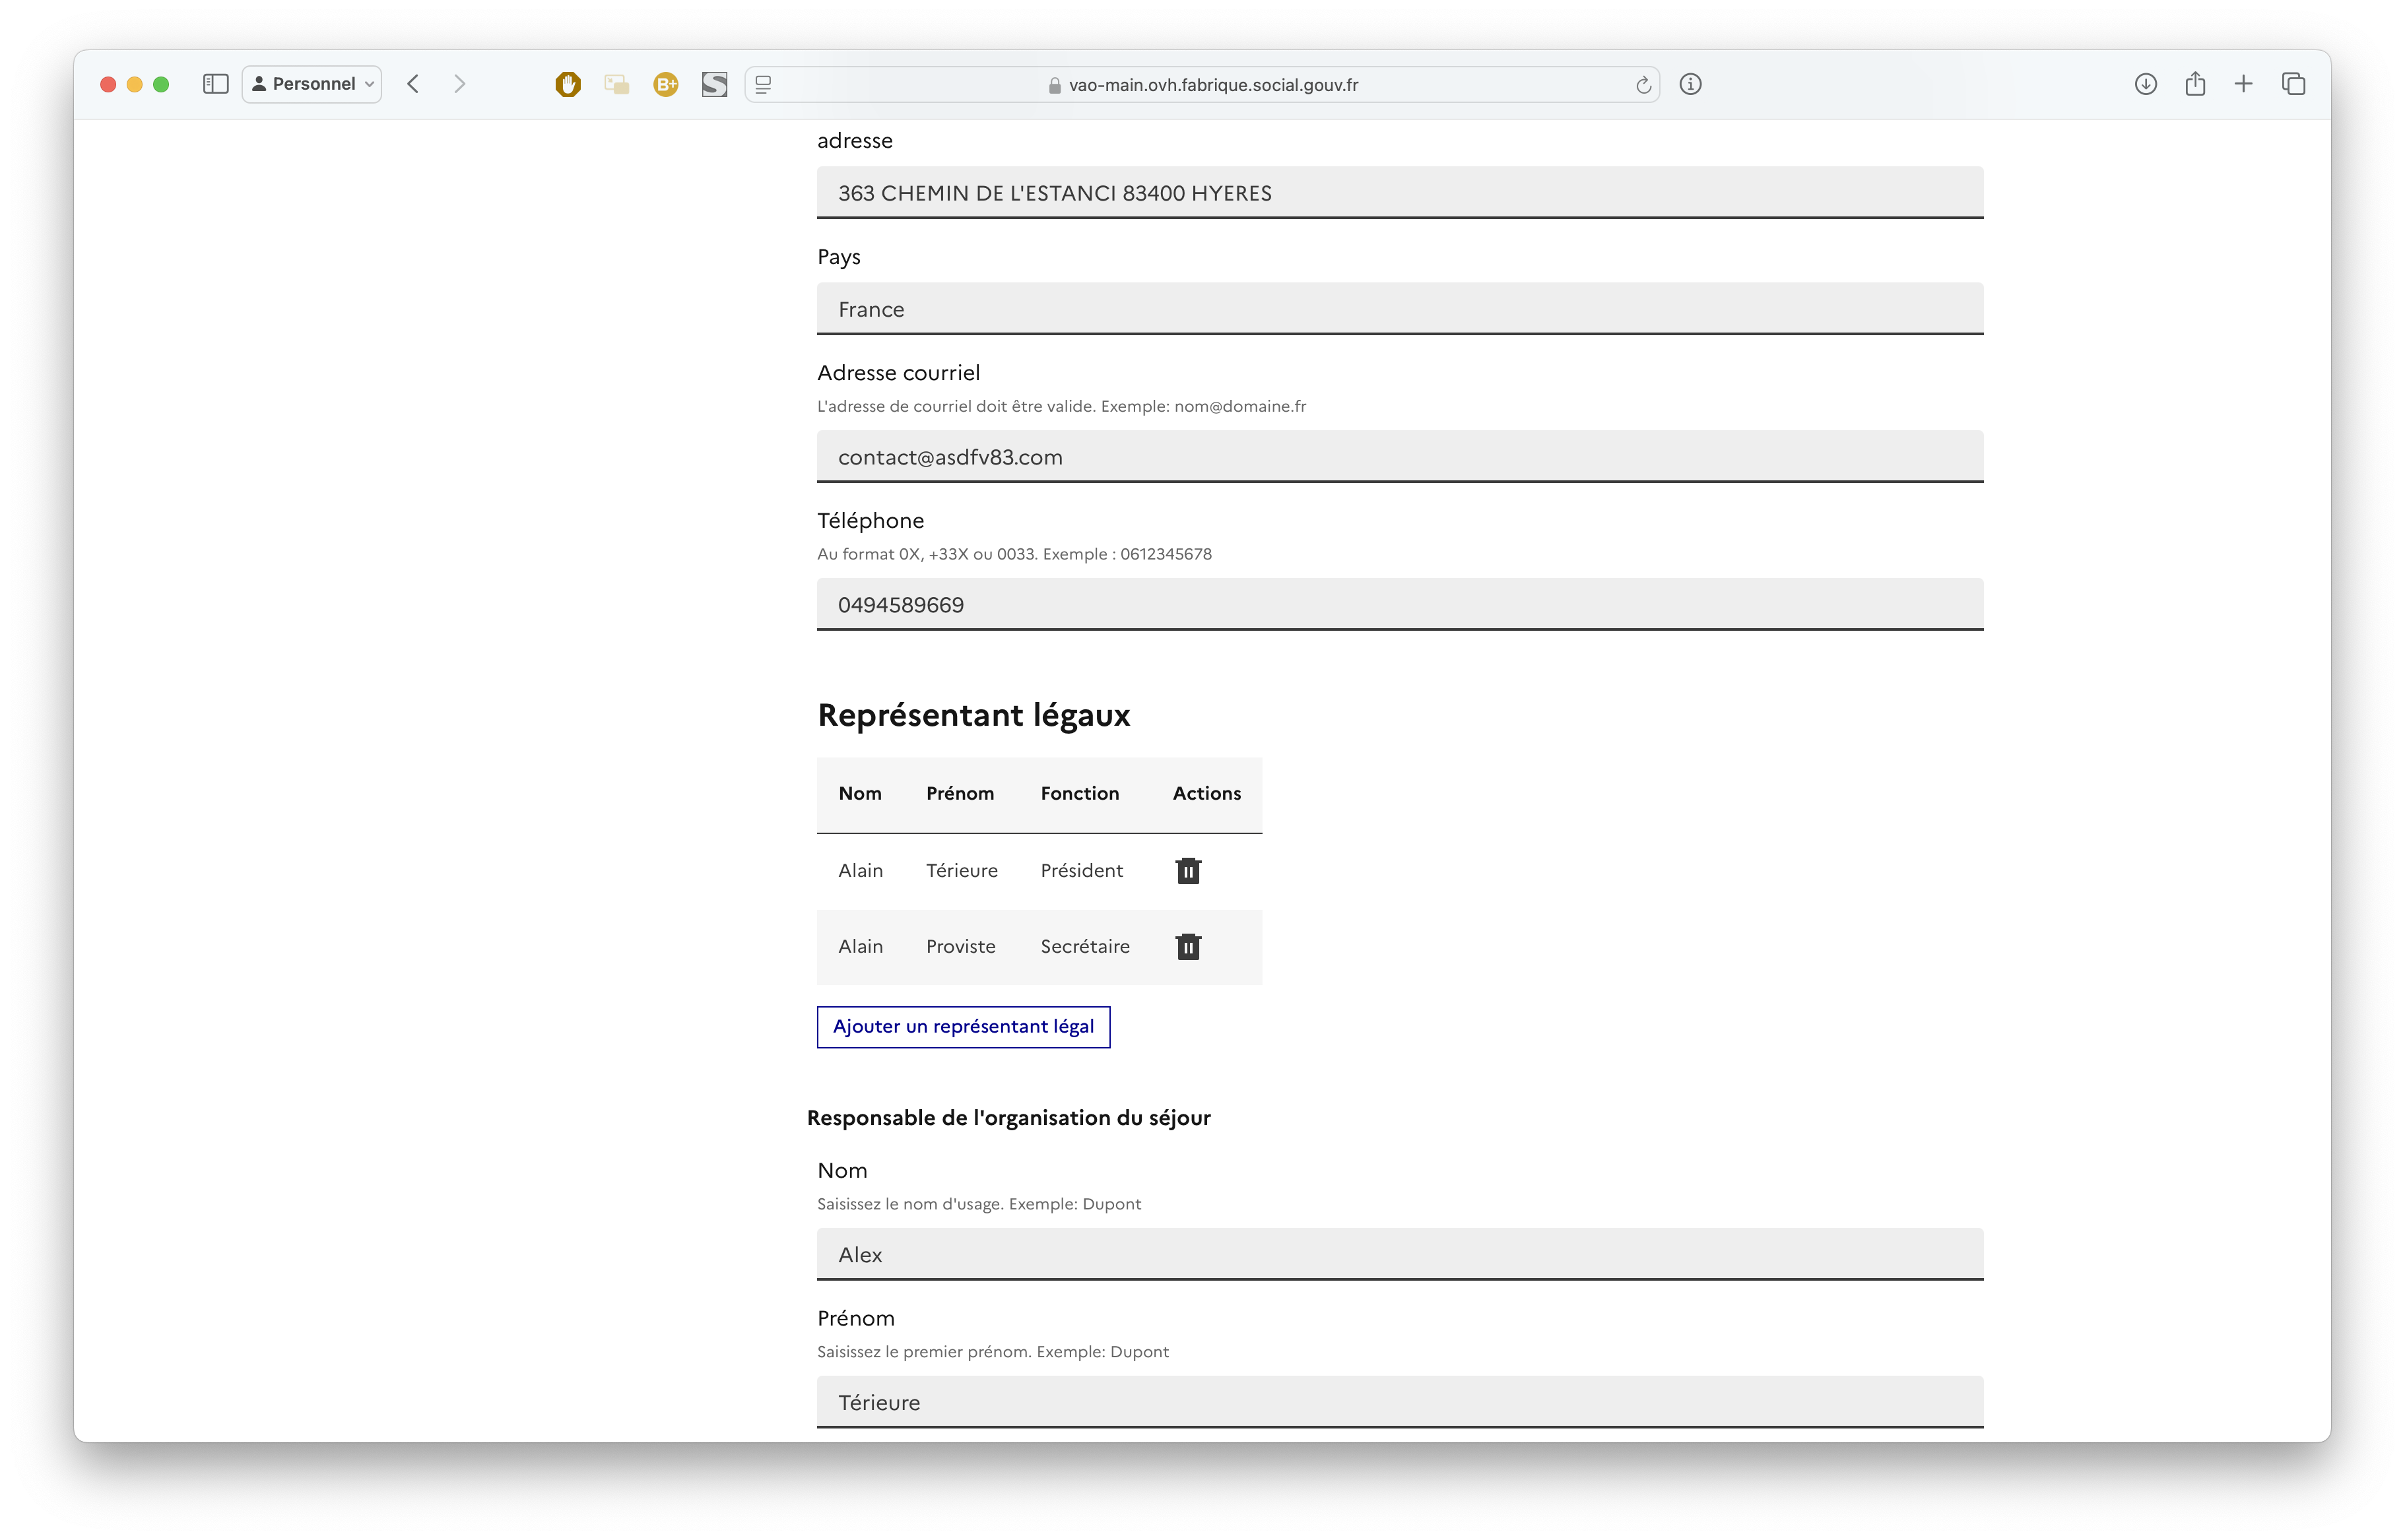 Personnel
B+
vao-main.ovh.fabrique.social.gouv.fr
adresse
363 CHEMIN DE L'ESTANCI 83400 HYERES
Pays
France
Adresse courriel
L'adresse de courriel doit être valide. Exemple: nom@domaine.fr
contact@asdfv83.com
Téléphone
Au format 0X, +33X ou 0033. Exemple : 0612345678
0494589669
Représentant légaux
Nom Prénom Fonction Actions
Alain Térieure Président
Alain Proviste Secrétaire
Ajouter un représentant légal
Responsable de l'organisation du séjour
Nom
Saisissez le nom d'usage. Exemple: Dupont
Alex
Prénom
Saisissez le premier prénom. Exemple: Dupont
Térieure